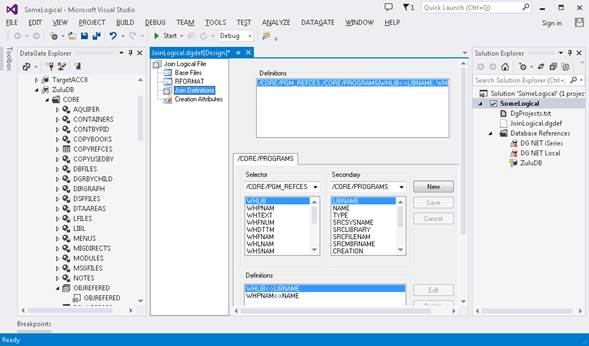 SomeLogical - Microsoft Visual Studio
1
Quick Launch (Ctrl+Q)
FILE EDIT VIEW PROJECT BUILD DEBUG TEAM SQL TOOLS TEST ANALYZE DATAGATE WINDOW HELP
Sign in
Start
Debug
Toolbox
DataGate Explorer
TargetACC8
ZuluDB
CORE
AQUIFER
CONTAINERS
CONTBYPID
COPYBOOKS
COPYREFCES
COPYUSEDBY
DBFILES
DGRBYCHILD
DIRGRAPH
DSPFILES
DTAAREAS
LFILES
LIBL
MENUS
MIGDIRECTS
MODULES
MSGFILES
NOTES
OBJREFERED
OBJREFERED
JoinLogical.dgdef[Design]*
Join Logical File
Base Files
RFORMAT
Join Definitions
Creation Attributes
Definitions
/CORE/PGM_REFCES,/CORE/PROGRAMS(WHLIB<>LIBNAME, WH
/CORE/PROGRAMS
Selector
Secondary
/CORE/PGM_REFCES
/CORE/PROGRAMS
New
WHLIB
WHPNAM
WHTEXT
WHFNUM
WHDTTM
WHFNAM
WHLNAM
WHSNAM
LIBNAME
NAME
TYPE
SRCSYSNAME
SRCLIBRARY
SRCFILENAM
SRCMBRNAME
CREATION
Save
Cancel
Definitions
WHLIB<>LIBNAME
WHPNAM<>NAME
Edit
Delete
Solution Explorer
Search Solution Explorer (Ctrl+;)
Solution 'SomeLogical' (1 projec
SomeLogical
DgProjects.txt
JoinLogical.dgdef
Database References
DG NET iSeries
DG NET Local
ZuluDB
Breakpoints
Ready